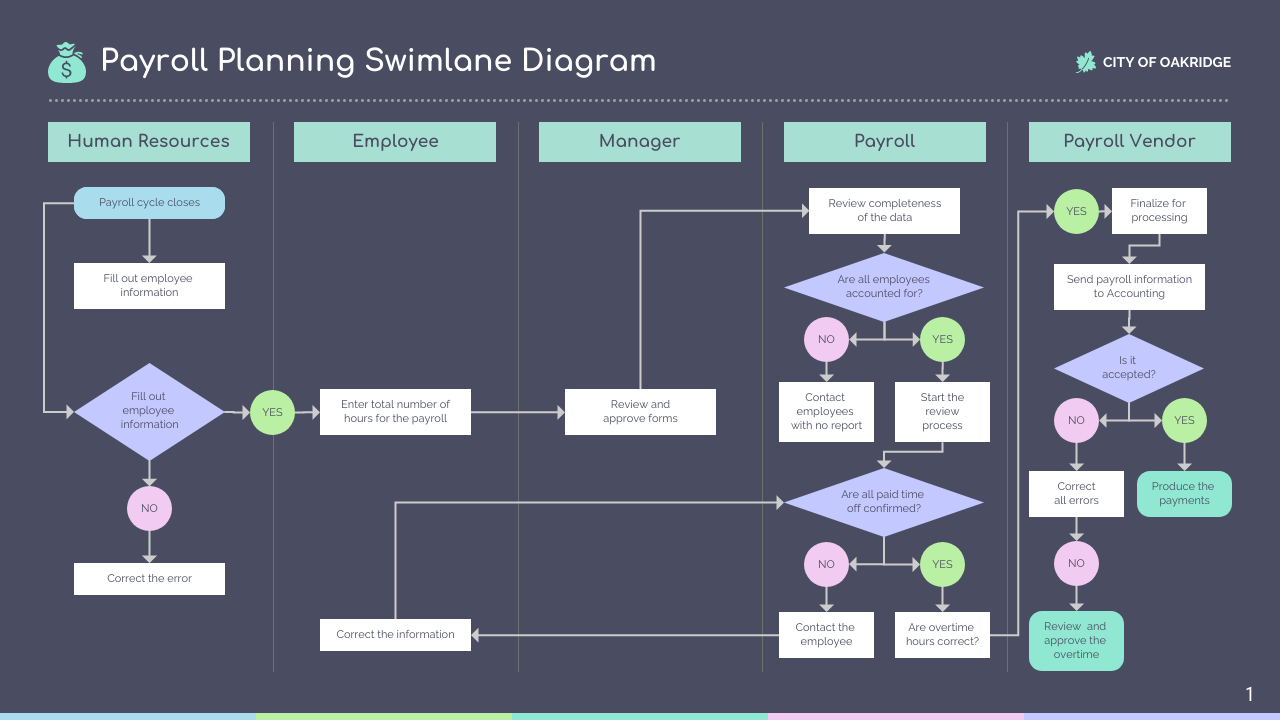 $
Payroll Planning Swimlane Diagram
CITY OF OAKRIDGE
Human Resources
Employee
Manager
Payroll
Payroll Vendor
Payroll cycle closes
Fill out employee
information
Fill out
employee
information
YES
NO
Correct the error
Enter total number of
hours for the payroll
Correct the information
Review and
approve forms
Review completeness
of the data
Are all employees
accounted for?
NO
YES
Contact
employees
with no report
Start the
review
process
Are all paid time
off confirmed?
NO
YES
Contact the
employee
Are overtime
hours correct?
YES
Finalize for
processing
Send payroll information
to Accounting
Is it
accepted?
NO
YES
Correct
all errors
Produce the
payments
NO
Review and
approve the
overtime
1